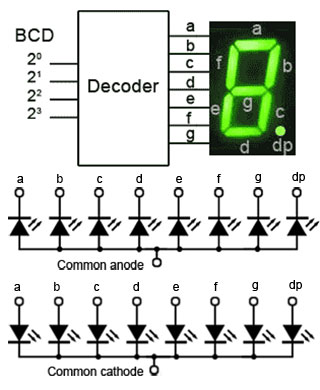 BCD
2⁰
2¹
2²
2³
Decoder
a
b
c
d
e
f
g
a
f
b
g
e
c
d
dp
a b c d e f g dp
Common anode
a b c d e f g dp
Common cathode